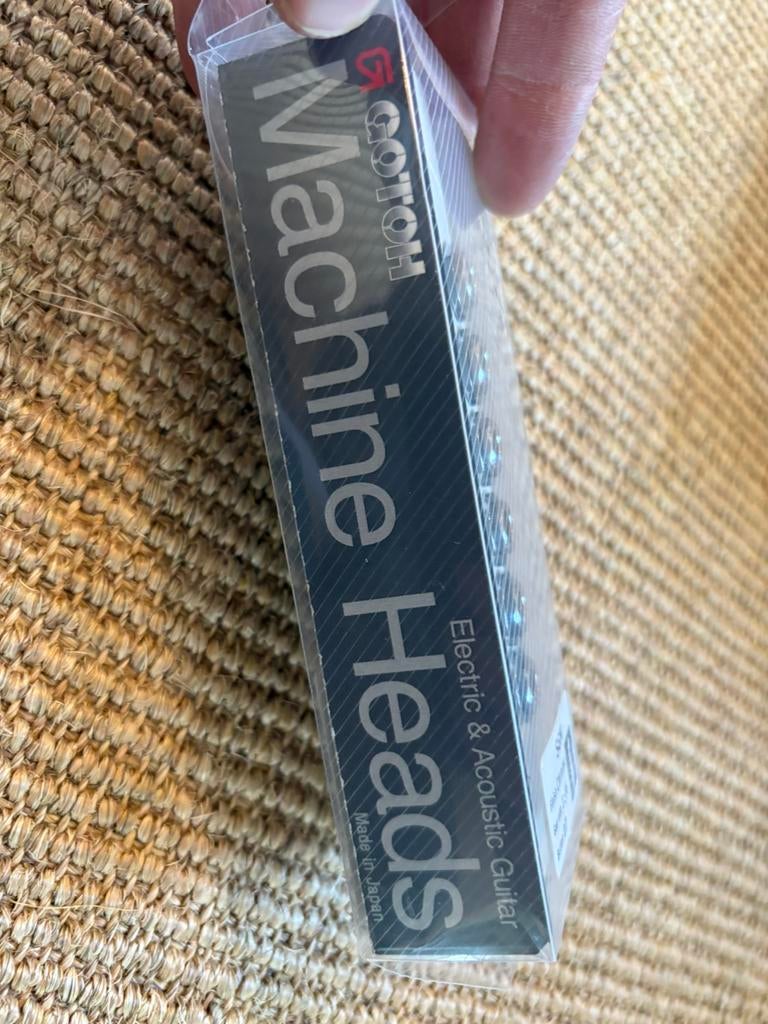 GOTOH
Machine Heads
Electric & Acoustic Guitar
Made in Japan